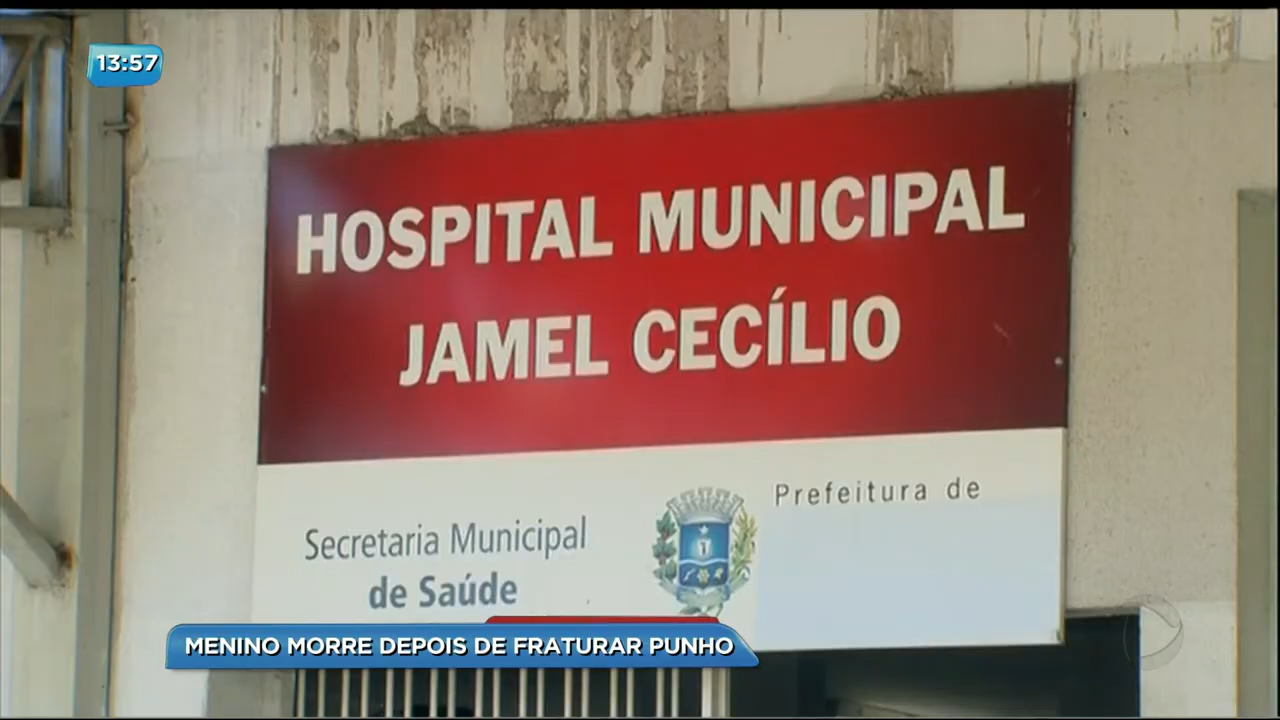 13:57
HOSPITAL MUNICIPAL
JAMEL CECÍLIO
Prefeitura de
Secretaria Municipal
de Saúde
MENINO MORRE DEPOIS DE FRATURAR PUNHO